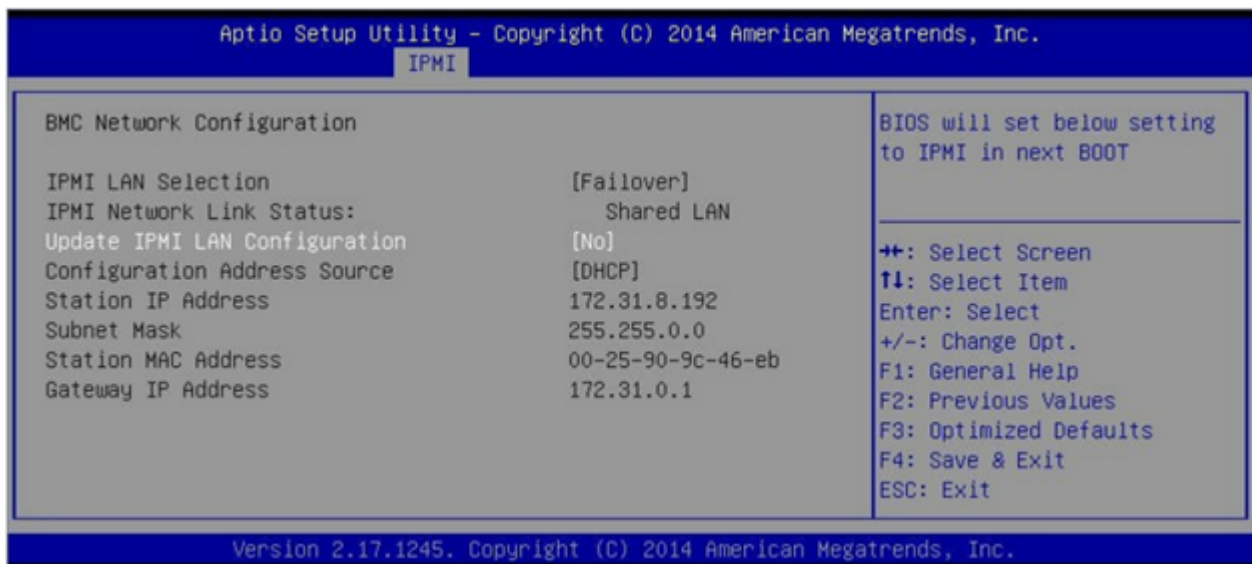 Aptio Setup Utility – Copyright (C) 2014 American Megatrends, Inc.
IPMI
BMC Network Configuration
IPMI LAN Selection [Failover]
IPMI Network Link Status: Shared LAN
Update IPMI LAN Configuration [No]
Configuration Address Source [DHCP]
Station IP Address 172.31.8.192
Subnet Mask 255.255.0.0
Station MAC Address 00-25-90-9c-46-eb
Gateway IP Address 172.31.0.1
BIOS will set below setting
to IPMI in next BOOT
→←: Select Screen
↑↓: Select Item
Enter: Select
+/-: Change Opt.
F1: General Help
F2: Previous Values
F3: Optimized Defaults
F4: Save & Exit
ESC: Exit
Version 2.17.1245. Copyright (C) 2014 American Megatrends, Inc.